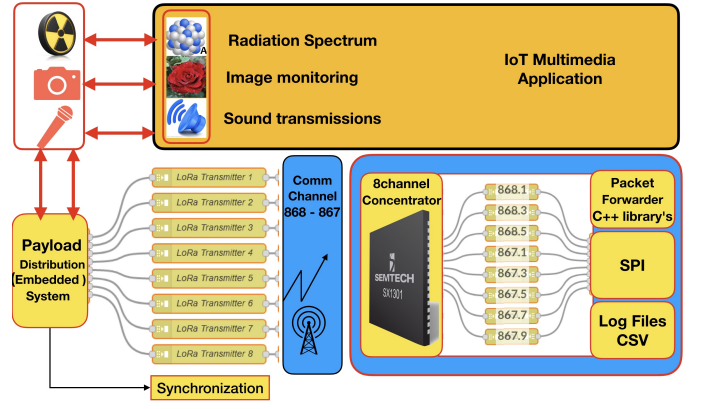 A
Radiation Spectrum
Image monitoring
Sound transmissions
IoT Multimedia
Application
Payload
Distribution
(Embedded )
System
LoRa Transmitter 1
LoRa Transmitter 2
LoRa Transmitter 3
LoRa Transmitter 4
LoRa Transmitter 5
LoRa Transmitter 6
LoRa Transmitter 7
LoRa Transmitter 8
Synchronization
Comm
Channel
868 - 867
8channel
Concentrator
SEMTECH
SX1301
868.1
868.3
868.5
867.1
867.3
867.5
867.7
867.9
Packet
Forwarder
C++ library's
SPI
Log Files
CSV